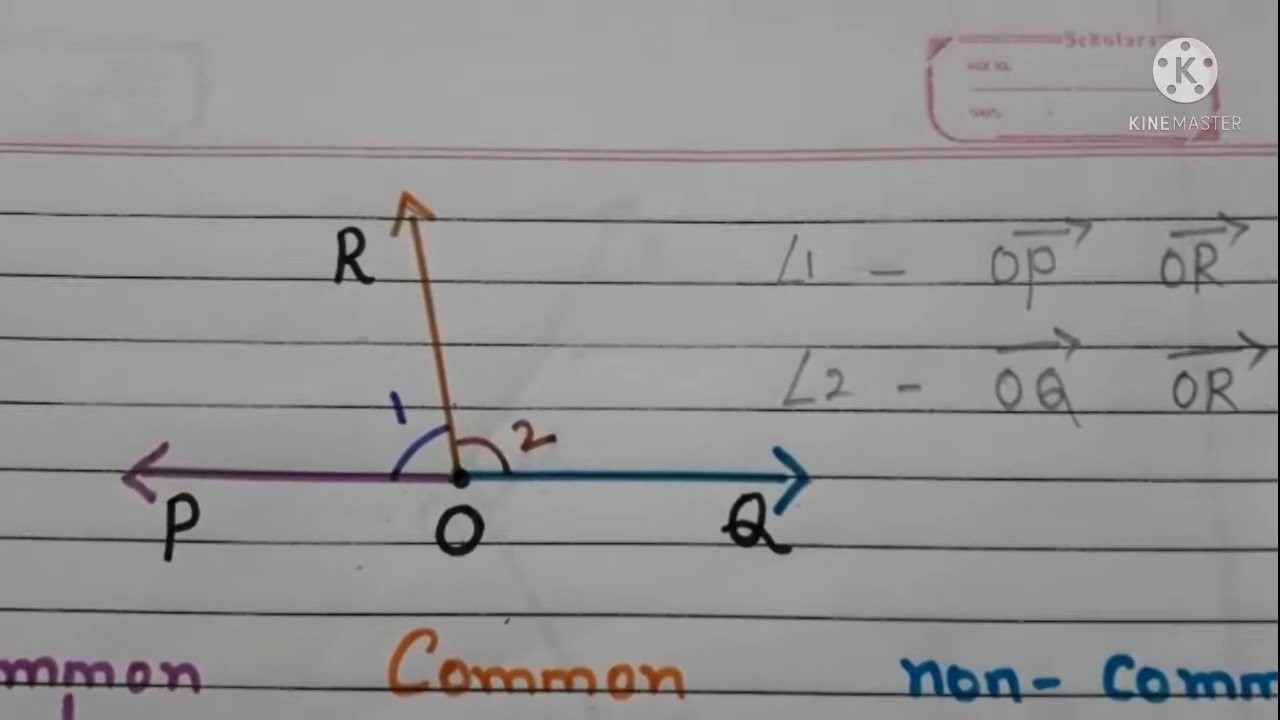 Scholars
KINEMASTER
R
∠1 - OP OR
∠2 - OQ OR
1
2
P O Q
mmon Common non- Comm